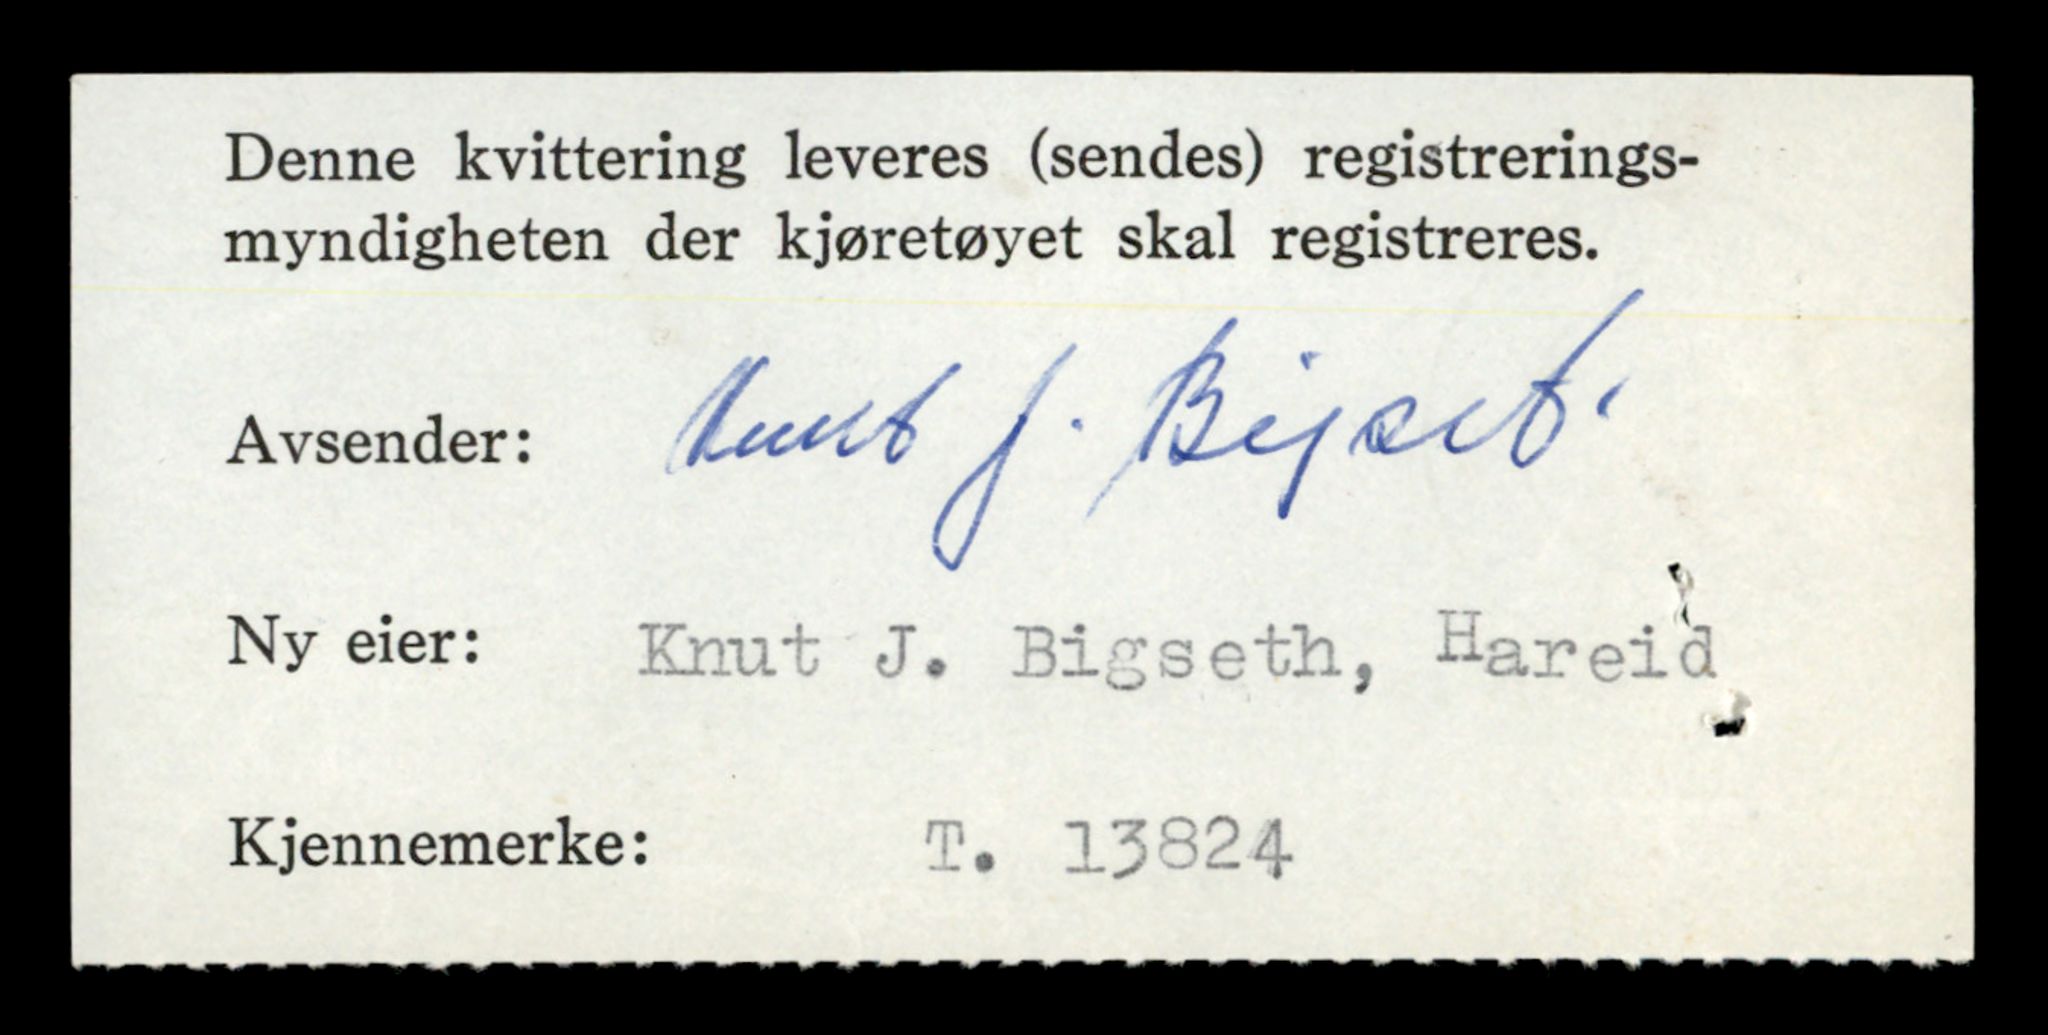 Denne kvittering leveres (sendes) registrerings-
myndigheten der kjøretøyet skal registreres.
Avsender: Knut J. Bigset
Ny eier: Knut J. Bigseth, Hareid
Kjennemerke: T. 13824